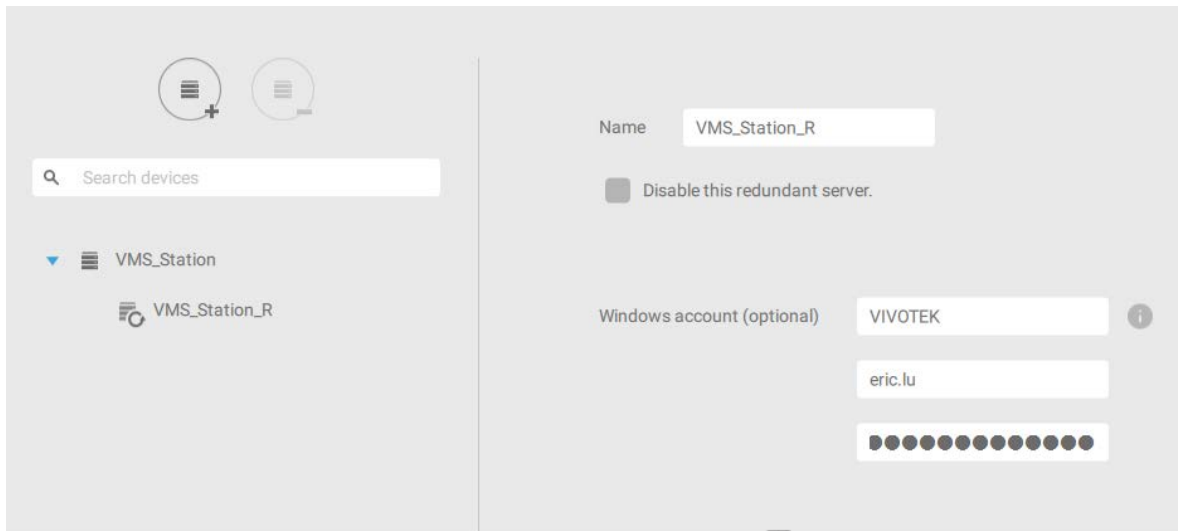 Search devices
VMS_Station
VMS_Station_R
Name VMS_Station_R
Disable this redundant server.
Windows account (optional) VIVOTEK
eric.lu